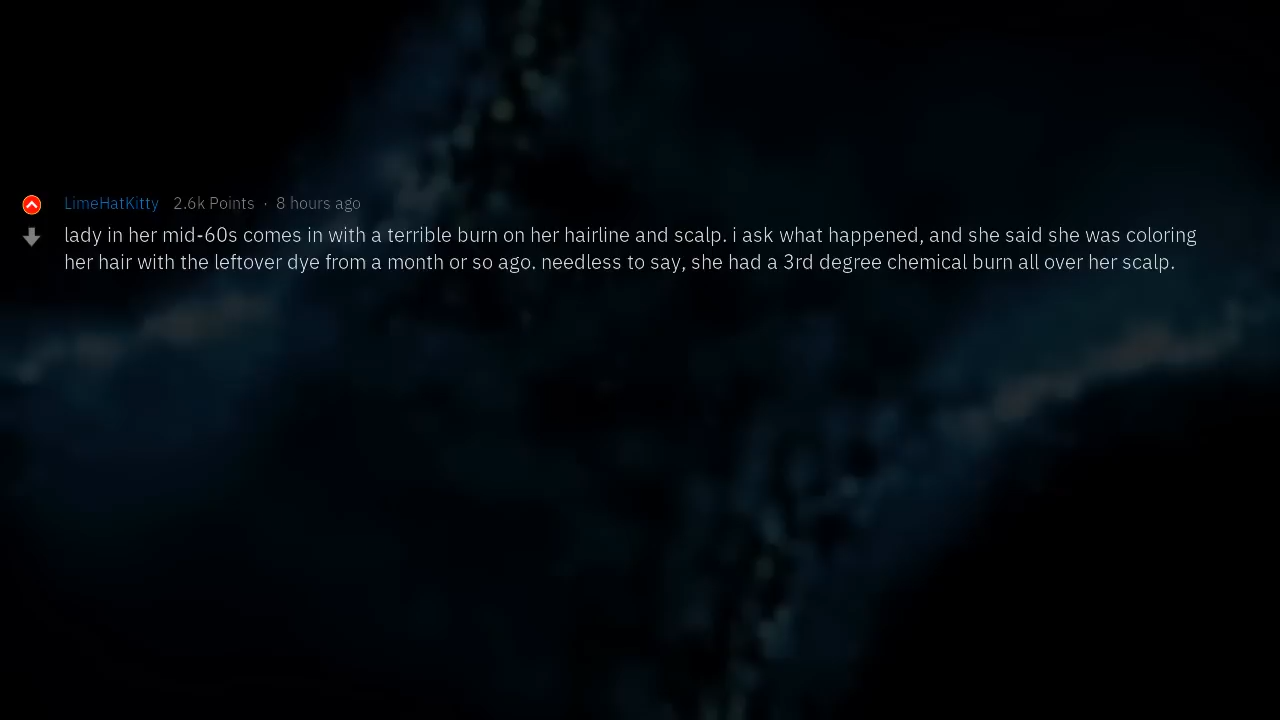 LimeHatKitty 2.6k Points · 8 hours ago
lady in her mid-60s comes in with a terrible burn on her hairline and scalp. i ask what happened, and she said she was coloring
her hair with the leftover dye from a month or so ago. needless to say, she had a 3rd degree chemical burn all over her scalp.